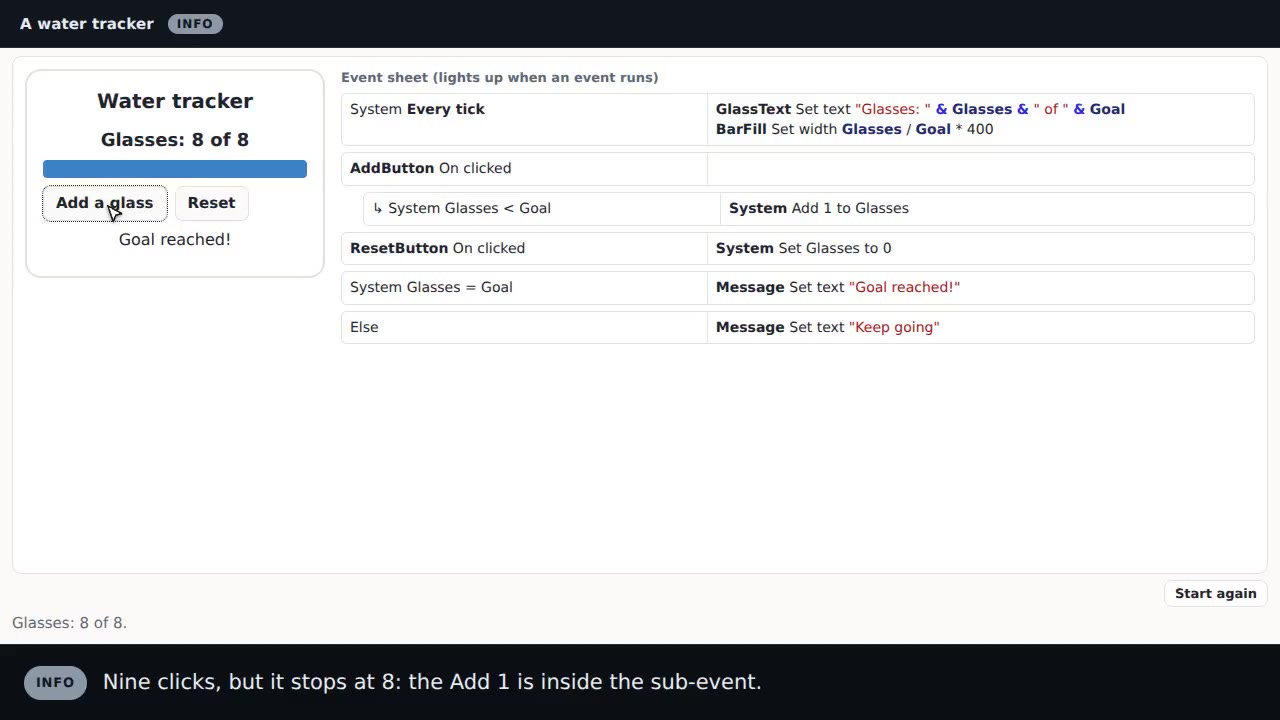 A water tracker INFO
Water tracker
Glasses: 8 of 8
Add a glass Reset
Goal reached!
Event sheet (lights up when an event runs)
System Every tick GlassText Set text "Glasses: " & Glasses & " of " & Goal
BarFill Set width Glasses / Goal * 400
AddButton On clicked
↳ System Glasses < Goal System Add 1 to Glasses
ResetButton On clicked System Set Glasses to 0
System Glasses = Goal Message Set text "Goal reached!"
Else Message Set text "Keep going"
Start again
Glasses: 8 of 8.
INFO Nine clicks, but it stops at 8: the Add 1 is inside the sub-event.